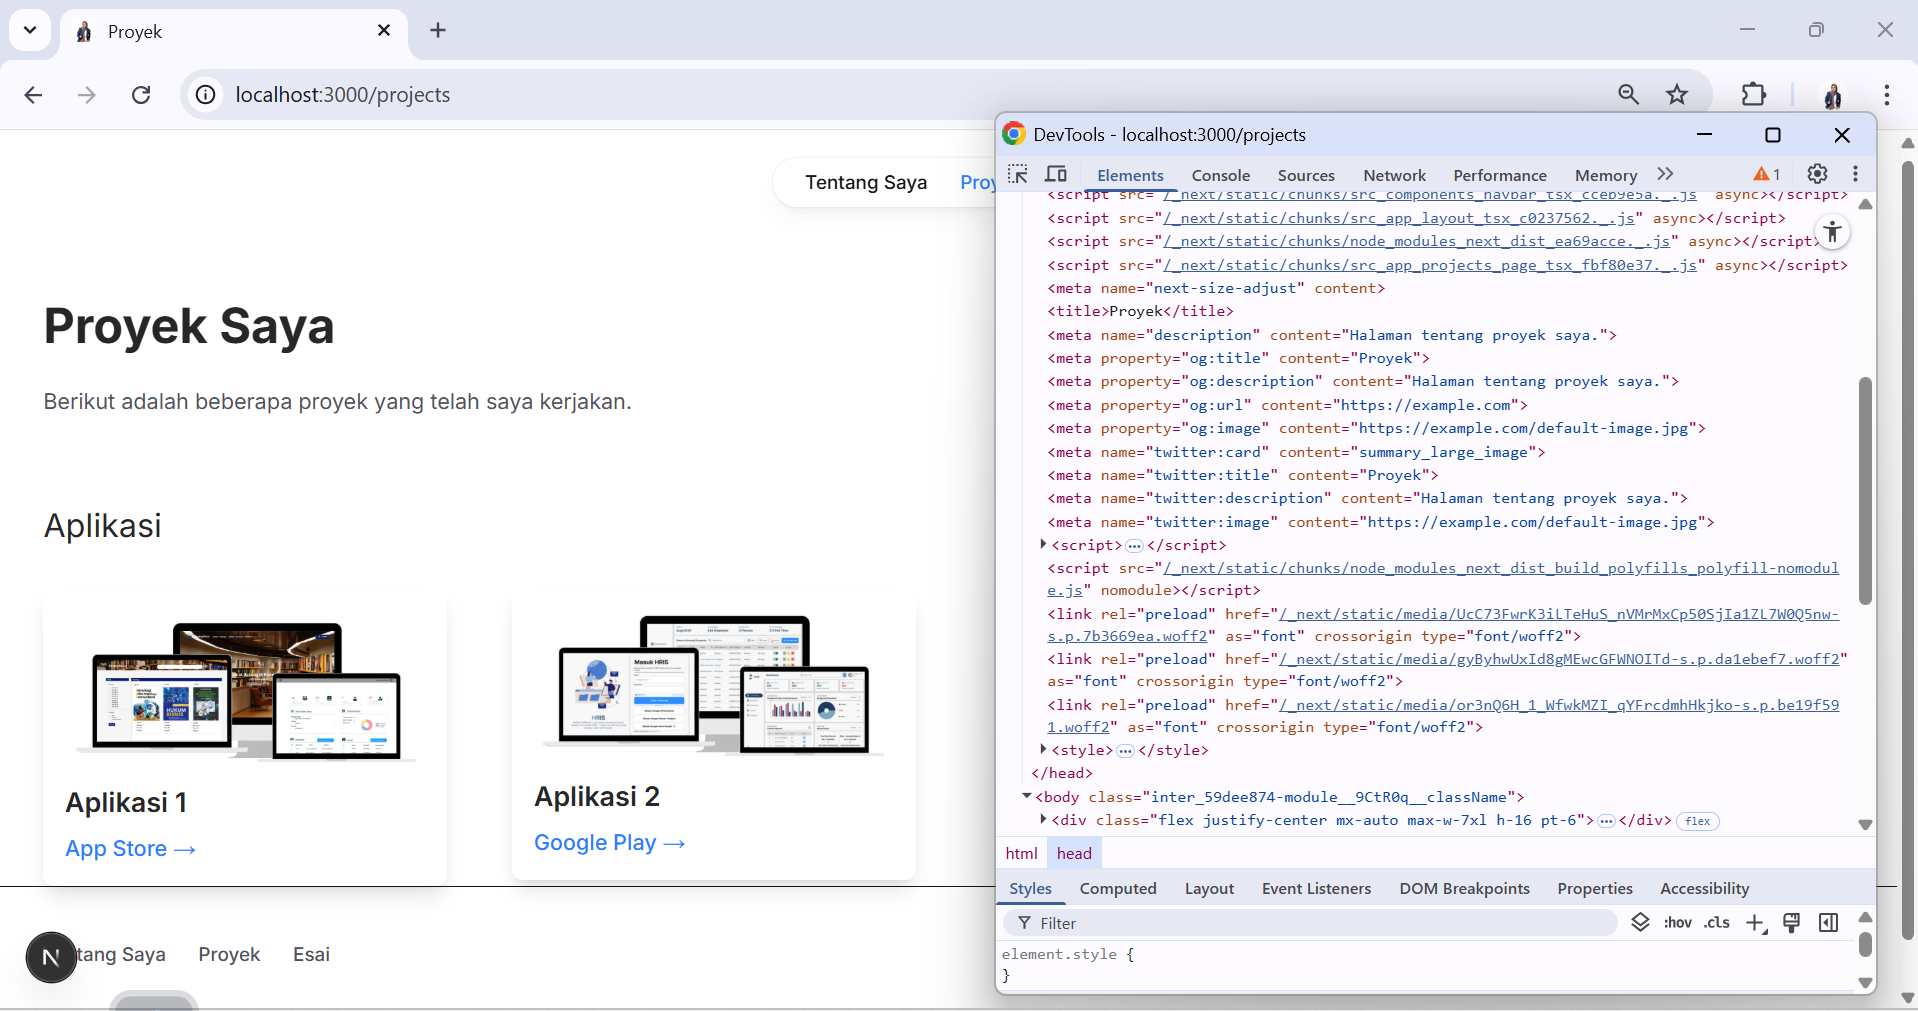 Proyek
localhost:3000/projects
Tentang Saya
Proy
Proyek Saya
Berikut adalah beberapa proyek yang telah saya kerjakan.
Aplikasi
Masuk HRIS
HRIS
HUKUM
BISNIS
Aplikasi 1
App Store →
Aplikasi 2
Google Play →
N
tang Saya
Proyek
Esai
DevTools - localhost:3000/projects
Elements
Console
Sources
Network
Performance
Memory
1
<script src="/_next/static/chunks/src_components_navbar_tsx_cceb9e5a._.js" async></script>
<script src="/_next/static/chunks/src_app_layout_tsx_c0237562._.js" async></script>
<script src="/_next/static/chunks/node_modules_next_dist_ea69acce._.js" async></script>
<script src="/_next/static/chunks/src_app_projects_page_tsx_fbf80e37._.js" async></script>
<meta name="next-size-adjust" content>
<title>Proyek</title>
<meta name="description" content="Halaman tentang proyek saya.">
<meta property="og:title" content="Proyek">
<meta property="og:description" content="Halaman tentang proyek saya.">
<meta property="og:url" content="https://example.com">
<meta property="og:image" content="https://example.com/default-image.jpg">
<meta name="twitter:card" content="summary_large_image">
<meta name="twitter:title" content="Proyek">
<meta name="twitter:description" content="Halaman tentang proyek saya.">
<meta name="twitter:image" content="https://example.com/default-image.jpg">
<script>…</script>
<script src="/_next/static/chunks/node_modules_next_dist_build_polyfills_polyfill-nomodul
e.js" nomodule></script>
<link rel="preload" href="/_next/static/media/UcC73FwrK3iLTeHuS_nVMrMxCp50SjIa1ZL7W0Q5nw-
s.p.7b3669ea.woff2" as="font" crossorigin type="font/woff2">
<link rel="preload" href="/_next/static/media/gyByhwUxId8gMEwcGFWNOITd-s.p.da1ebef7.woff2"
as="font" crossorigin type="font/woff2">
<link rel="preload" href="/_next/static/media/or3nQ6H_1_WfwkMZI_qYFrcdmhHkjko-s.p.be19f59
1.woff2" as="font" crossorigin type="font/woff2">
<style>…</style>
</head>
<body class="inter_59dee874-module__9CtR0q__className">
<div class="flex justify-center mx-auto max-w-7xl h-16 pt-6">…</div> flex
html
head
Styles
Computed
Layout
Event Listeners
DOM Breakpoints
Properties
Accessibility
Filter
:hov
.cls
element.style {
}